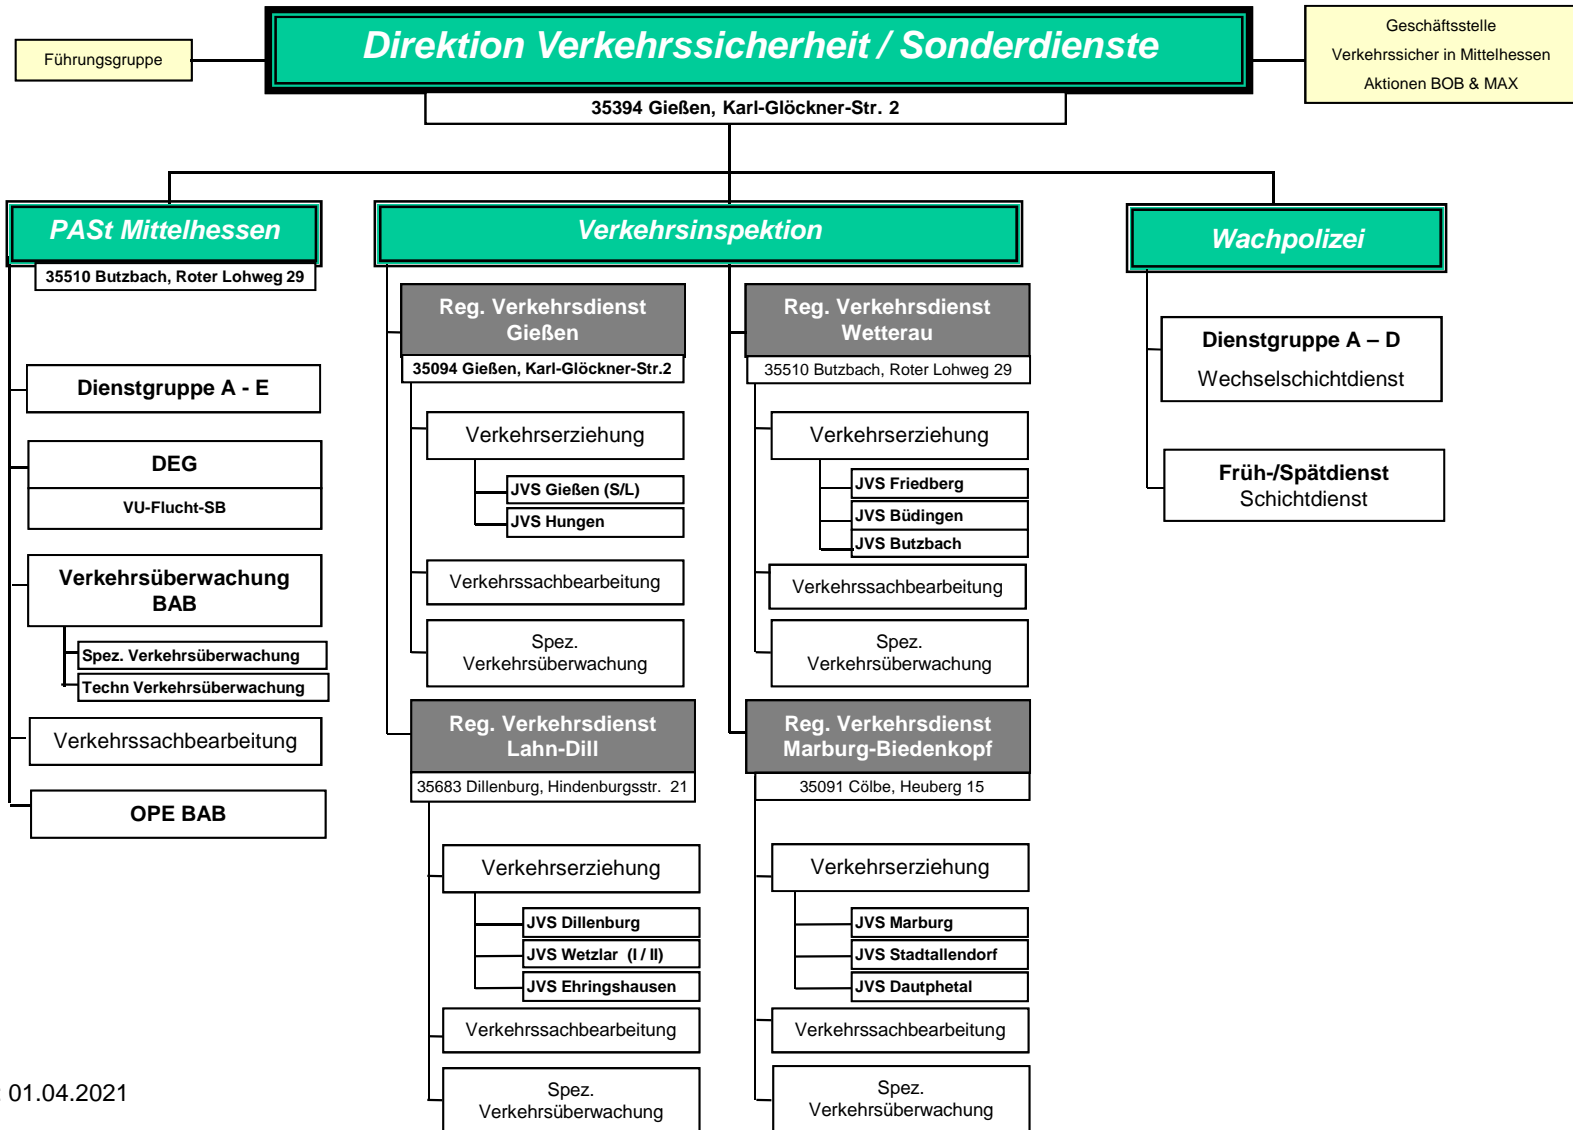 Führungsgruppe
Direktion Verkehrssicherheit / Sonderdienste
35394 Gießen, Karl-Glöckner-Str. 2
Geschäftsstelle
Verkehrssicher in Mittelhessen
Aktionen BOB & MAX
PASt Mittelhessen
35510 Butzbach, Roter Lohweg 29
Dienstgruppe A - E
DEG
VU-Flucht-SB
Verkehrsüberwachung
BAB
Spez. Verkehrsüberwachung
Techn Verkehrsüberwachung
Verkehrssachbearbeitung
OPE BAB
Verkehrsinspektion
Reg. Verkehrsdienst
Gießen
35094 Gießen, Karl-Glöckner-Str.2
Verkehrserziehung
JVS Gießen (S/L)
JVS Hungen
Verkehrssachbearbeitung
Spez.
Verkehrsüberwachung
Reg. Verkehrsdienst
Lahn-Dill
35683 Dillenburg, Hindenburgsstr. 21
Verkehrserziehung
JVS Dillenburg
JVS Wetzlar (I / II)
JVS Ehringshausen
Verkehrssachbearbeitung
Spez.
Verkehrsüberwachung
Reg. Verkehrsdienst
Wetterau
35510 Butzbach, Roter Lohweg 29
Verkehrserziehung
JVS Friedberg
JVS Büdingen
JVS Butzbach
Verkehrssachbearbeitung
Spez.
Verkehrsüberwachung
Reg. Verkehrsdienst
Marburg-Biedenkopf
35091 Cölbe, Heuberg 15
Verkehrserziehung
JVS Marburg
JVS Stadtallendorf
JVS Dautphetal
Verkehrssachbearbeitung
Spez.
Verkehrsüberwachung
Wachpolizei
Dienstgruppe A – D
Wechselschichtdienst
Früh-/Spätdienst
Schichtdienst
: 01.04.2021